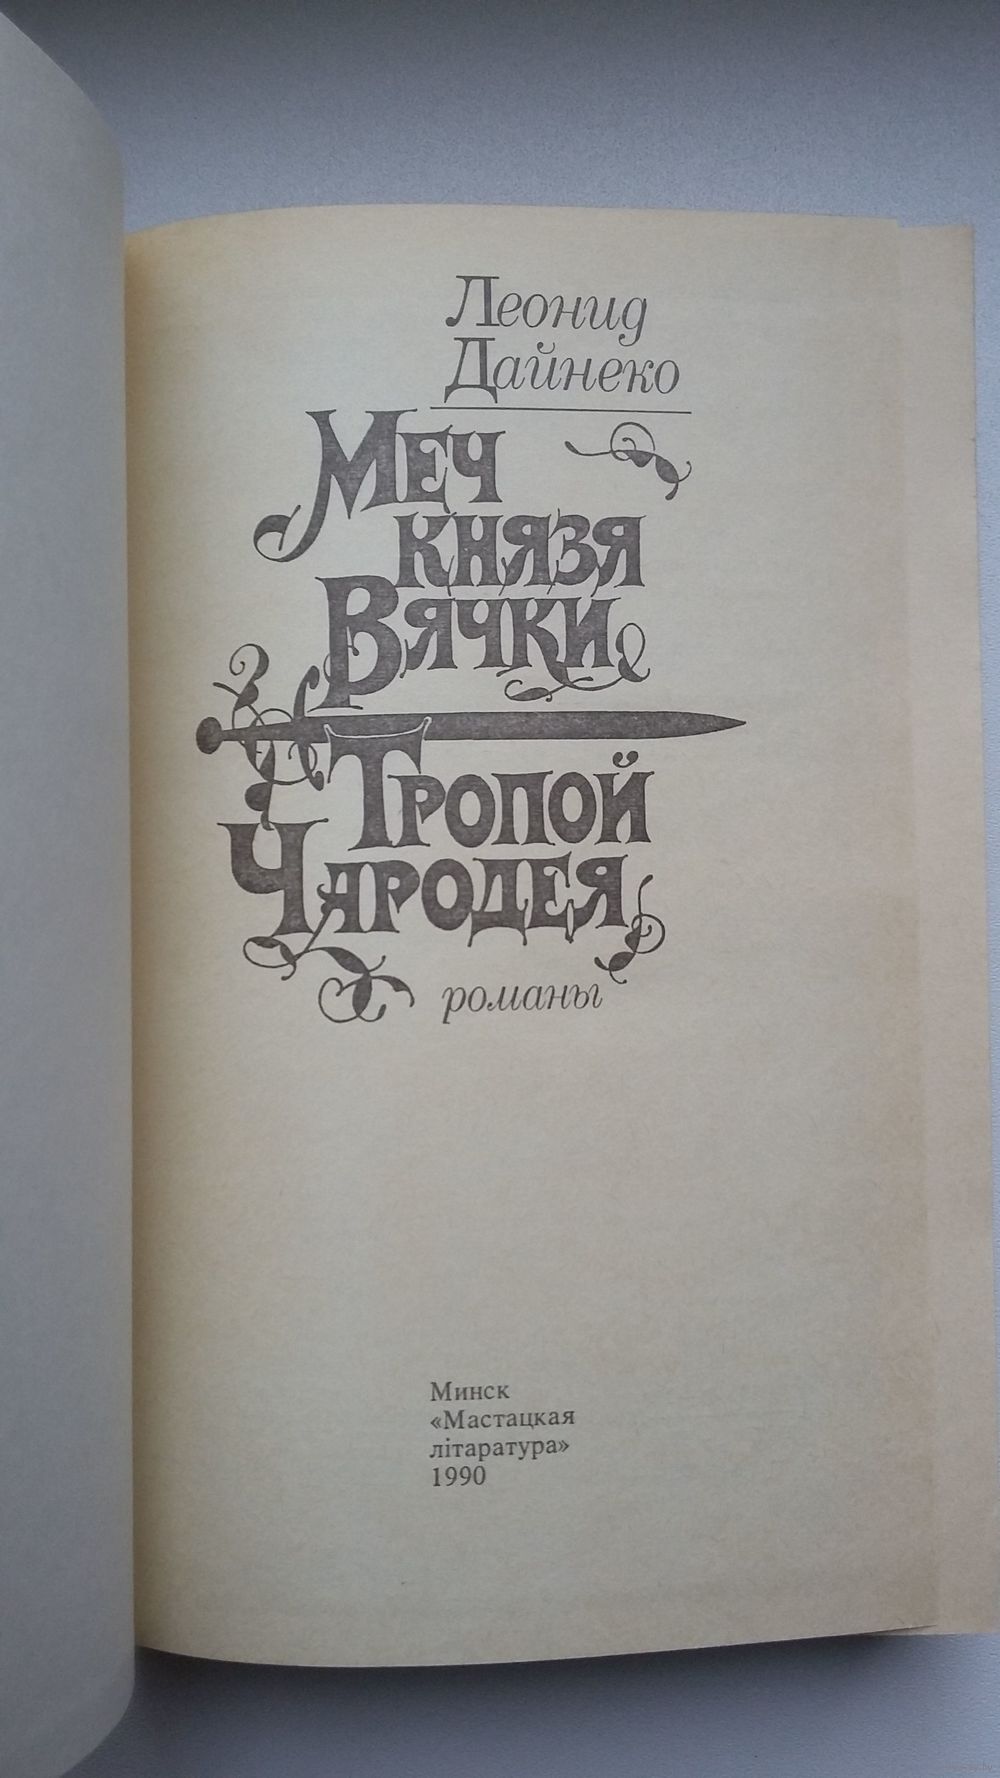 Леонид
Дайнеко
Меч
князя
Вячки
Тропой
Чародея
романы
Минск
«Мастацкая
літаратура»
1990